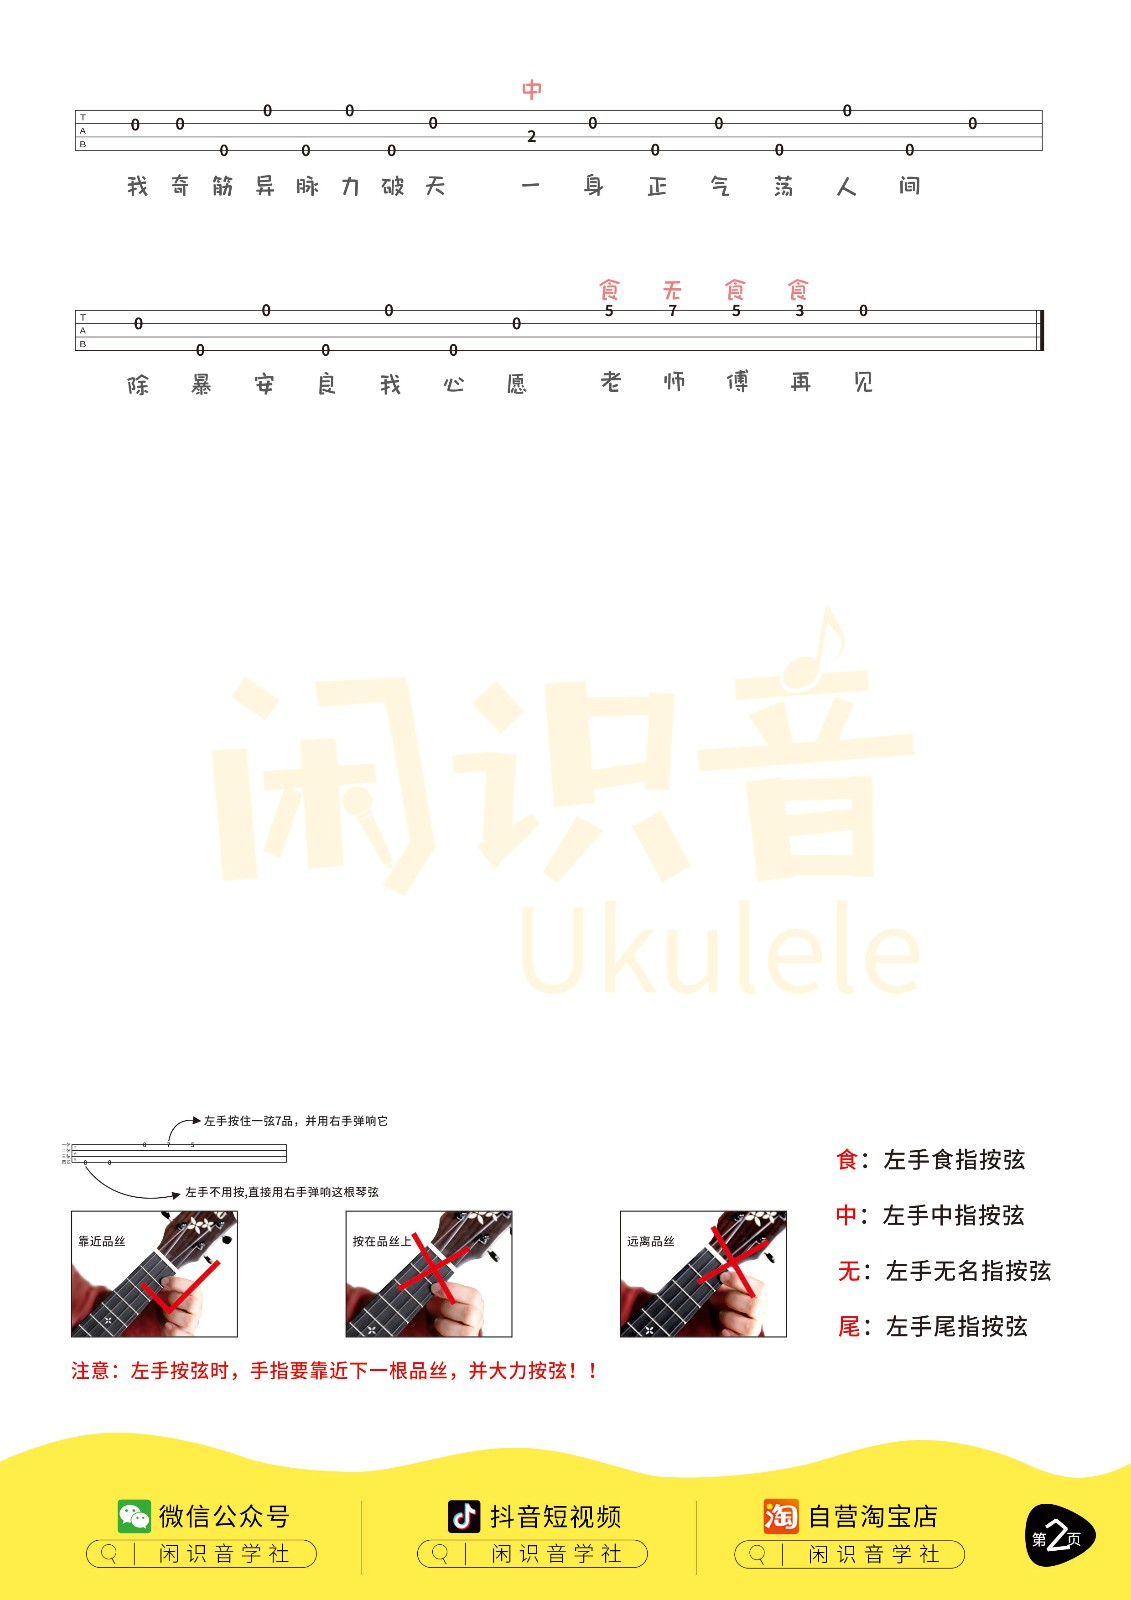 中
T
A
B
0 0 0 0 0 0 0 0 2 0 0 0 0 0 0 0
我 奇 筋 异 脉 力 破 天 一 身 正 气 荡 人 间
食 无 食 食
T
A
B
0 0 0 0 0 0 0 5 7 5 3 0
除 暴 安 良 我 心 愿 老 师 傅 再 见
闲识音
Ukulele
左手按住一弦7品，并用右手弹响它
0 7 5
0 0
左手不用按,直接用右手弹响这根琴弦
靠近品丝
按在品丝上
远离品丝
食：左手食指按弦
中：左手中指按弦
无：左手无名指按弦
尾：左手尾指按弦
注意：左手按弦时，手指要靠近下一根品丝，并大力按弦！！
微信公众号
闲识音学社
抖音短视频
闲识音学社
淘 自营淘宝店
闲识音学社
第2页